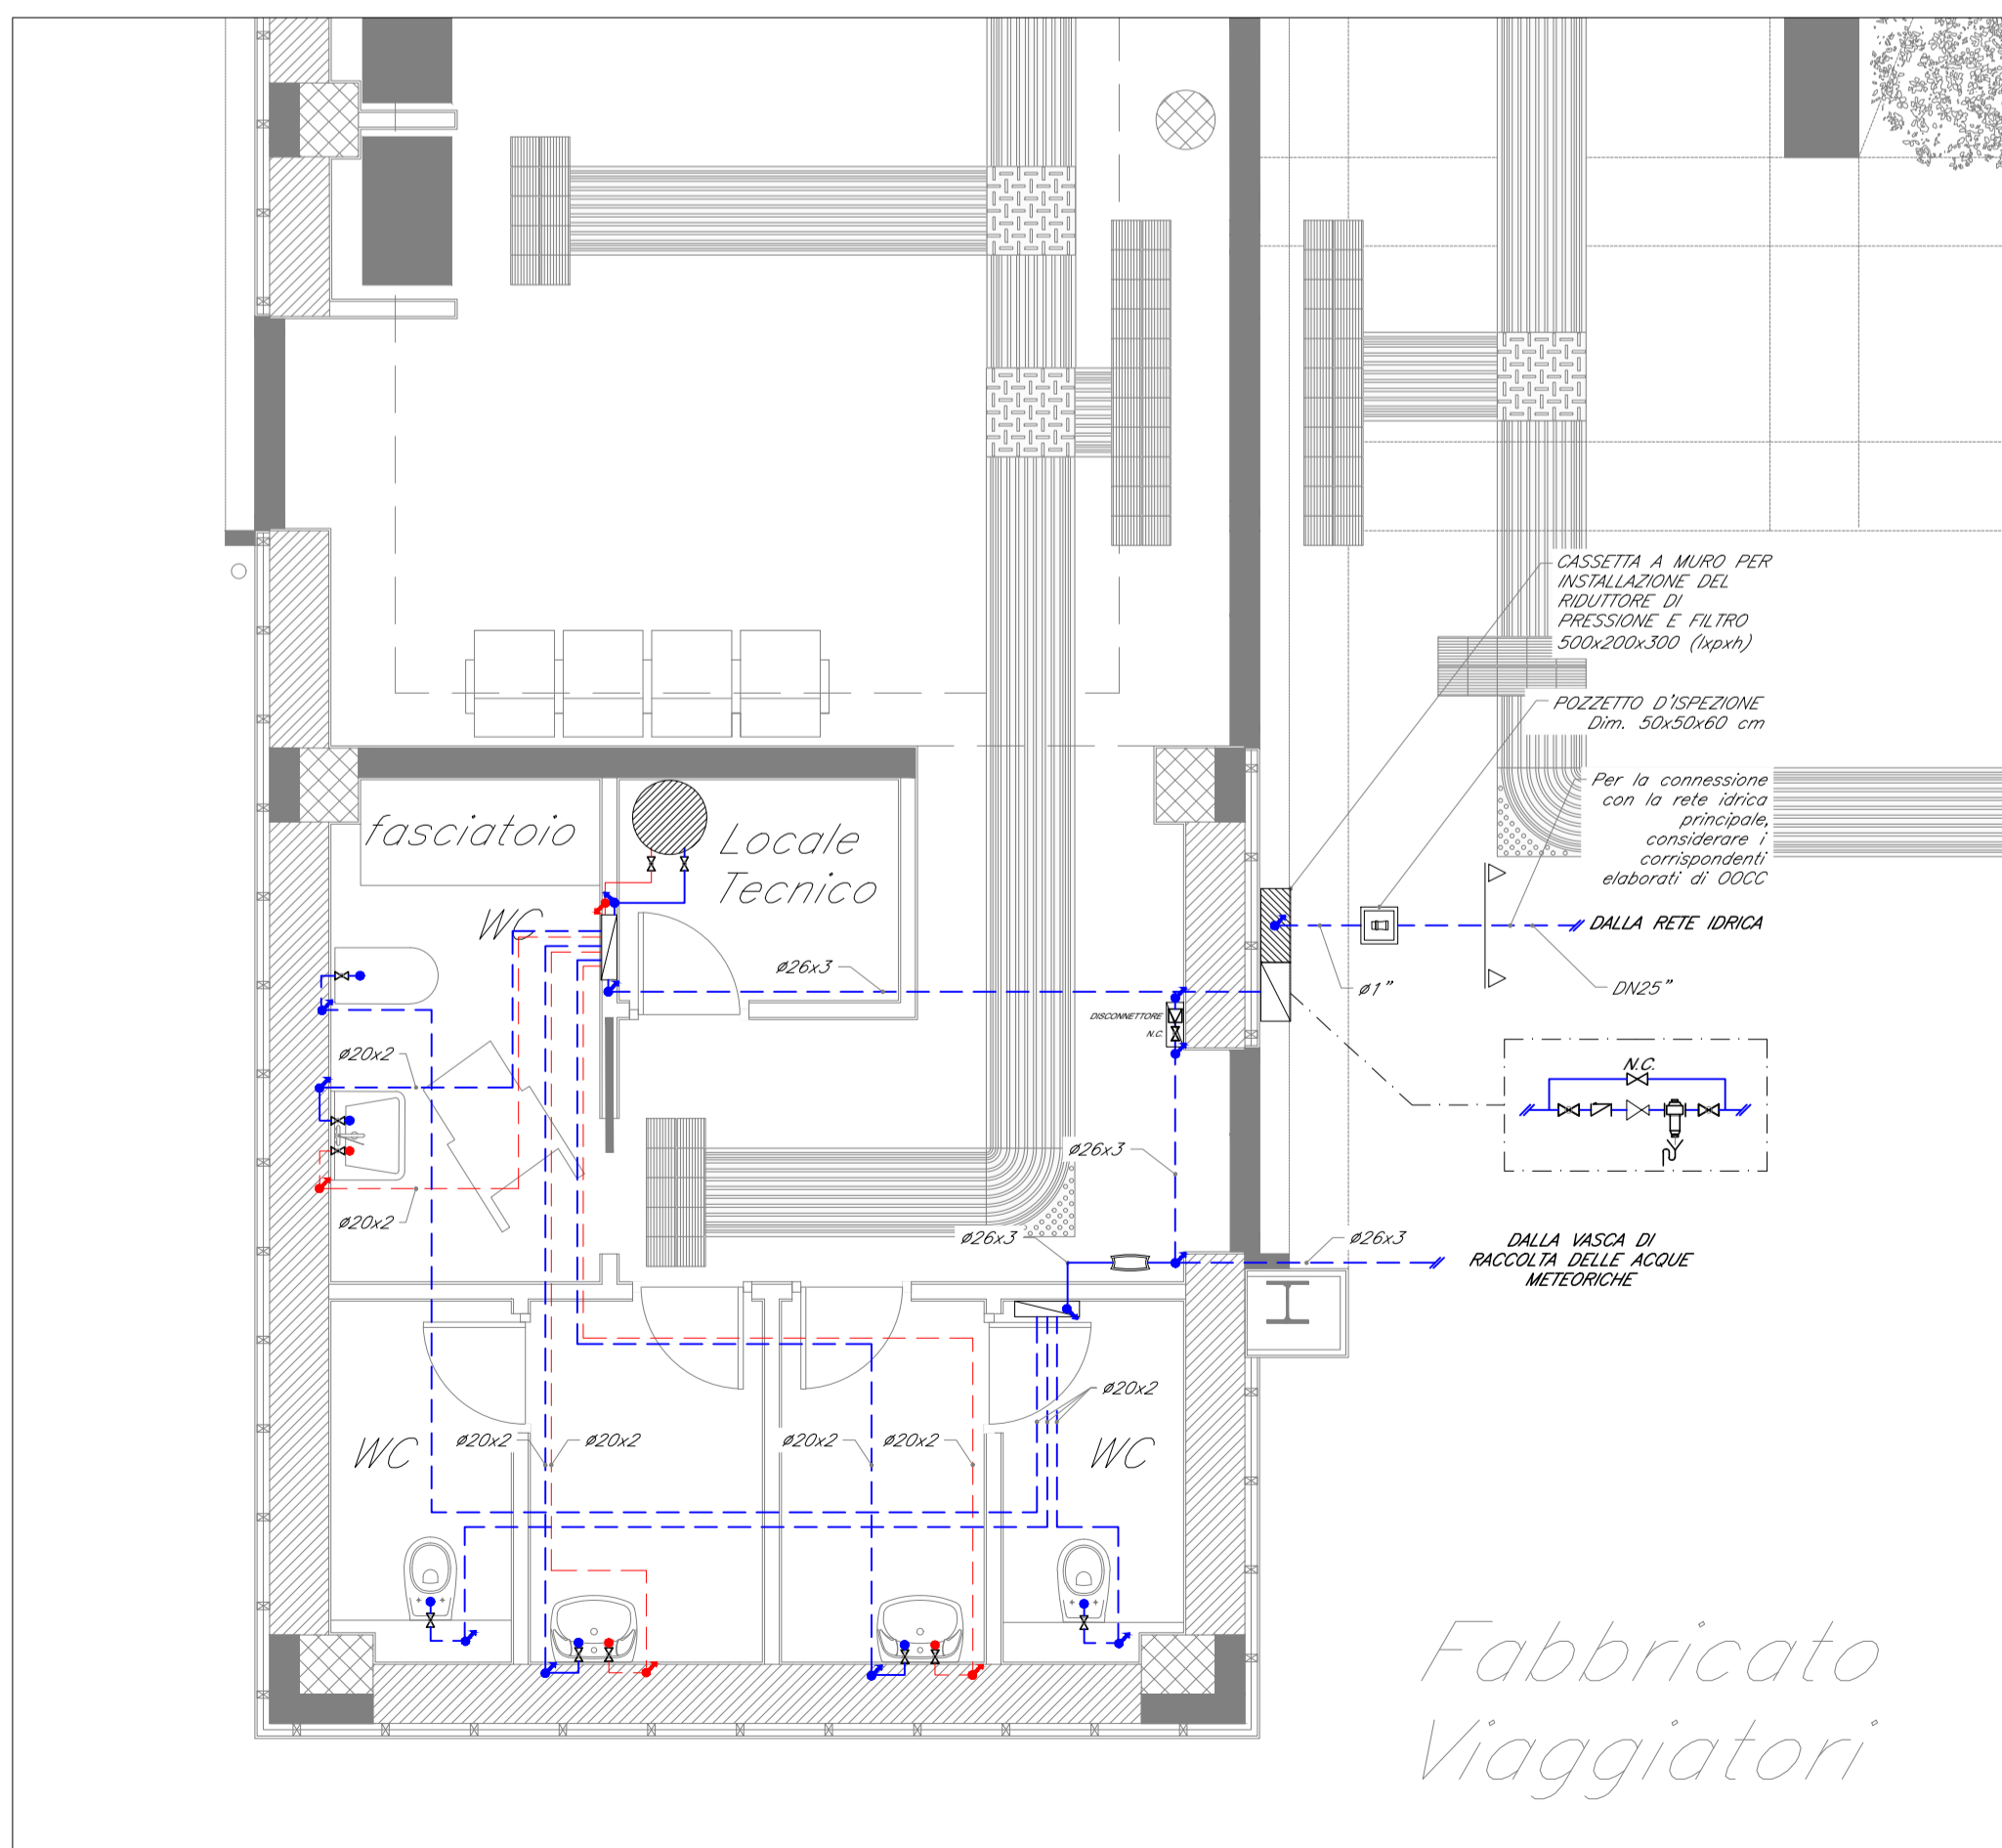 CASSETTA A MURO PER
INSTALLAZIONE DEL
RIDUTTORE DI
PRESSIONE E FILTRO
500x200x300 (lxpxh)
POZZETTO D'ISPEZIONE
Dim. 50x50x60 cm
Per la connessione
con la rete idrica
principale,
considerare i
corrispondenti
elaborati di OOCC
fasciatoio
Locale
Tecnico
WC
DALLA RETE IDRICA
ø26x3
ø1"
DN25"
DISCONNETTORE
N.C.
ø20x2
N.C.
ø26x3
ø20x2
ø26x3
ø26x3
DALLA VASCA DI
RACCOLTA DELLE ACQUE
METEORICHE
ø20x2
WC
ø20x2
ø20x2
ø20x2
ø20x2
WC
Fabbricato
Viaggiatori